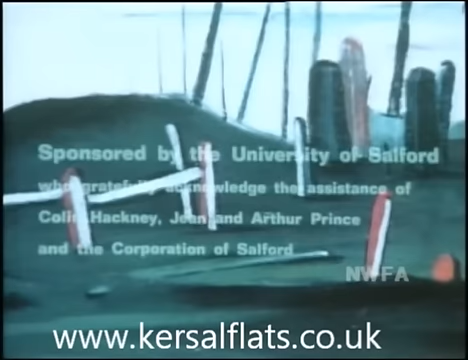 Sponsored by the University of Salford
who gratefully acknowledge the assistance of
Colin Hackney, Jean and Arthur Prince
and the Corporation of Salford
NWFA
www.kersalflats.co.uk